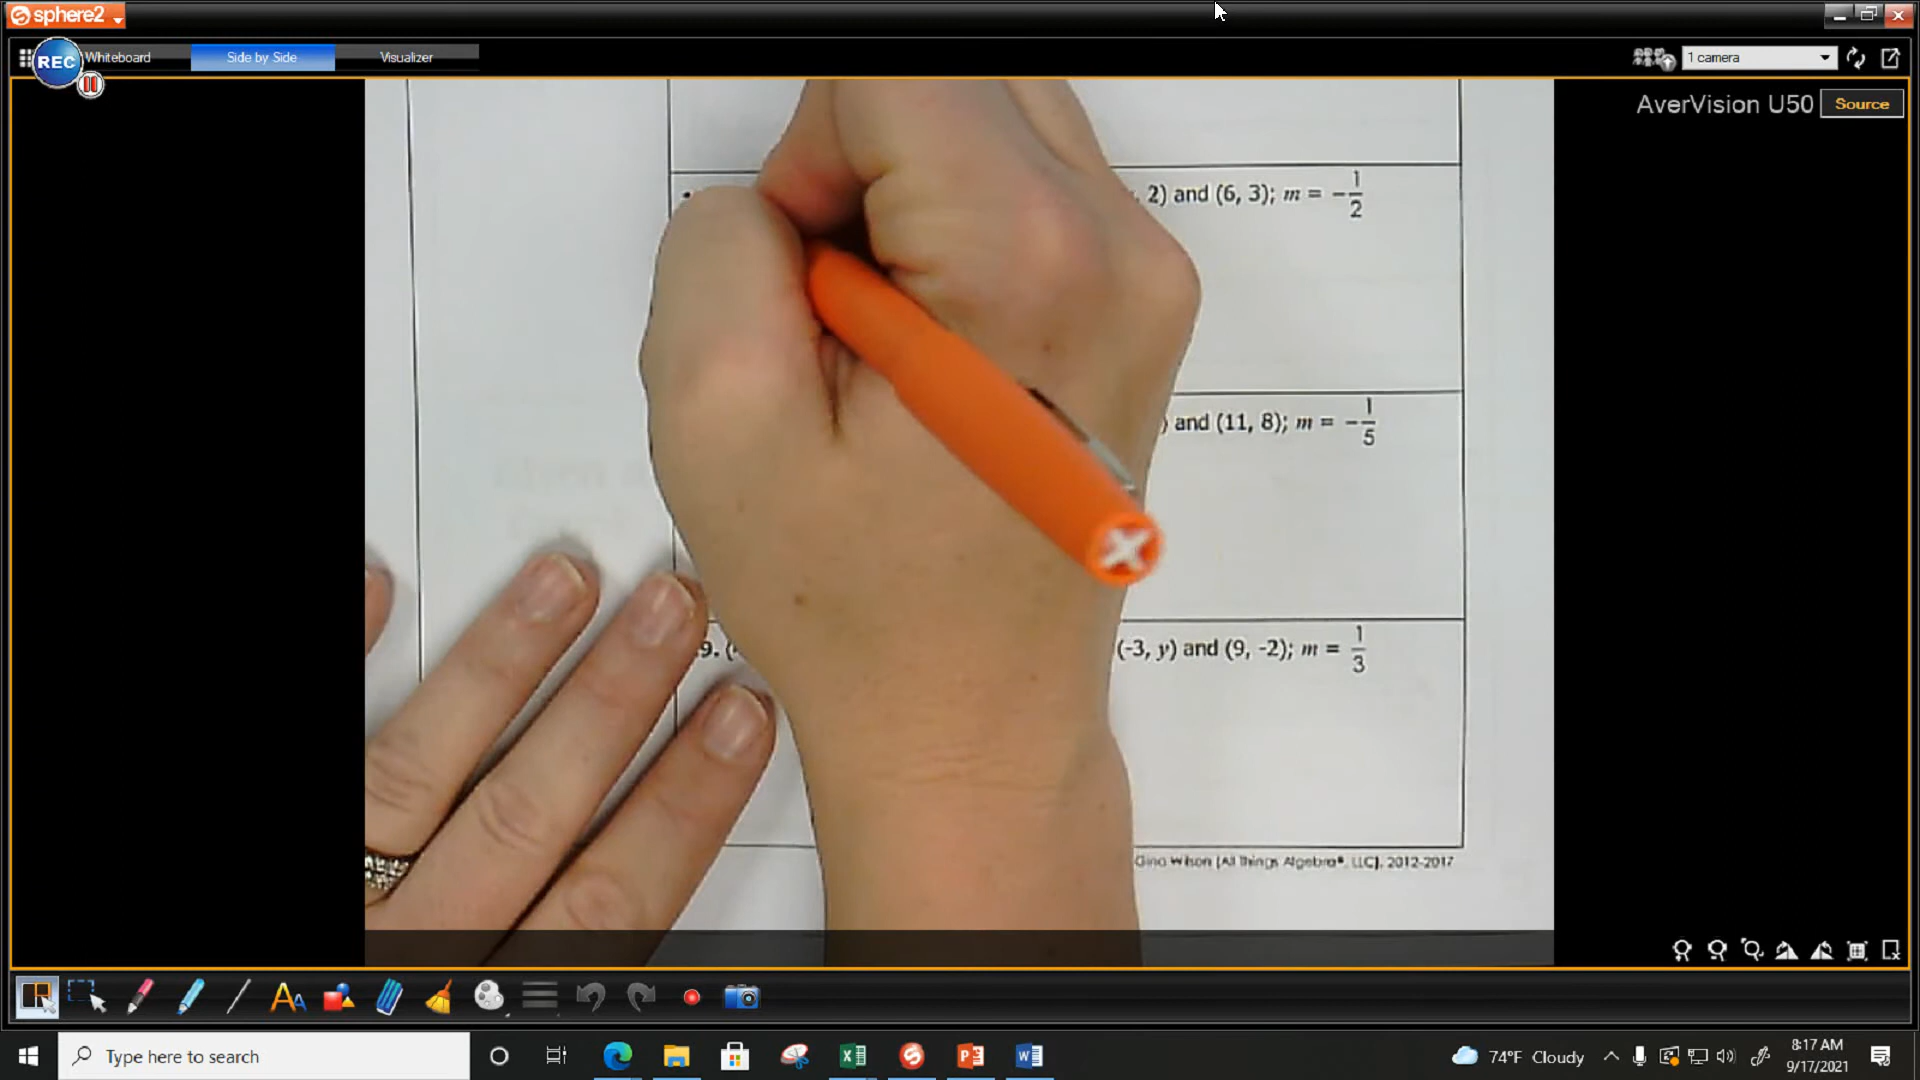 sphere2
REC
Whiteboard
Side by Side
Visualizer
1 camera
AverVision U50
Source
, 2) and (6, 3); m = -1/2
) and (11, 8); m = -1/5
9. (-
(-3, y) and (9, -2); m = 1/3
Gina Wilson (All Things Algebra®, LLC), 2012-2017
Type here to search
74°F Cloudy
8:17 AM
9/17/2021